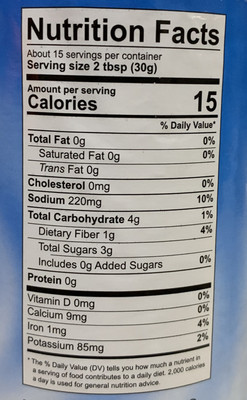 Nutrition Facts
About 15 servings per container
Serving size 2 tbsp (30g)
Amount per serving
Calories 15
% Daily Value*
Total Fat 0g 0%
Saturated Fat 0g 0%
Trans Fat 0g
Cholesterol 0mg 0%
Sodium 220mg 10%
Total Carbohydrate 4g 1%
Dietary Fiber 1g 4%
Total Sugars 3g
Includes 0g Added Sugars 0%
Protein 0g
Vitamin D 0mg 0%
Calcium 9mg 0%
Iron 1mg 4%
Potassium 85mg 2%
*The % Daily Value (DV) tells you how much a nutrient in
a serving of food contributes to a daily diet. 2,000 calories
a day is used for general nutrition advice.